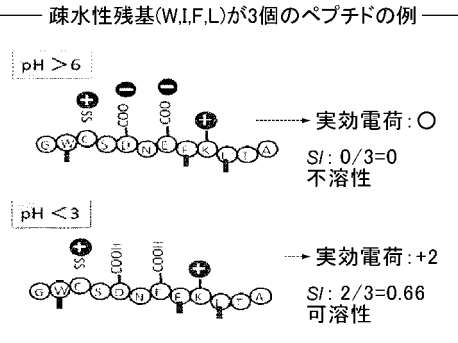 疎水性残基(W,I,F,L)が3個のペプチドの例
pH >6
+ − −
SS COO COO +
G W C S D N E F K L T A
実効電荷:○
SI: 0/3=0
不溶性
pH <3
+
SS COOH COOH +
G W C S D N E F K L T A
実効電荷:+2
SI: 2/3=0.66
可溶性